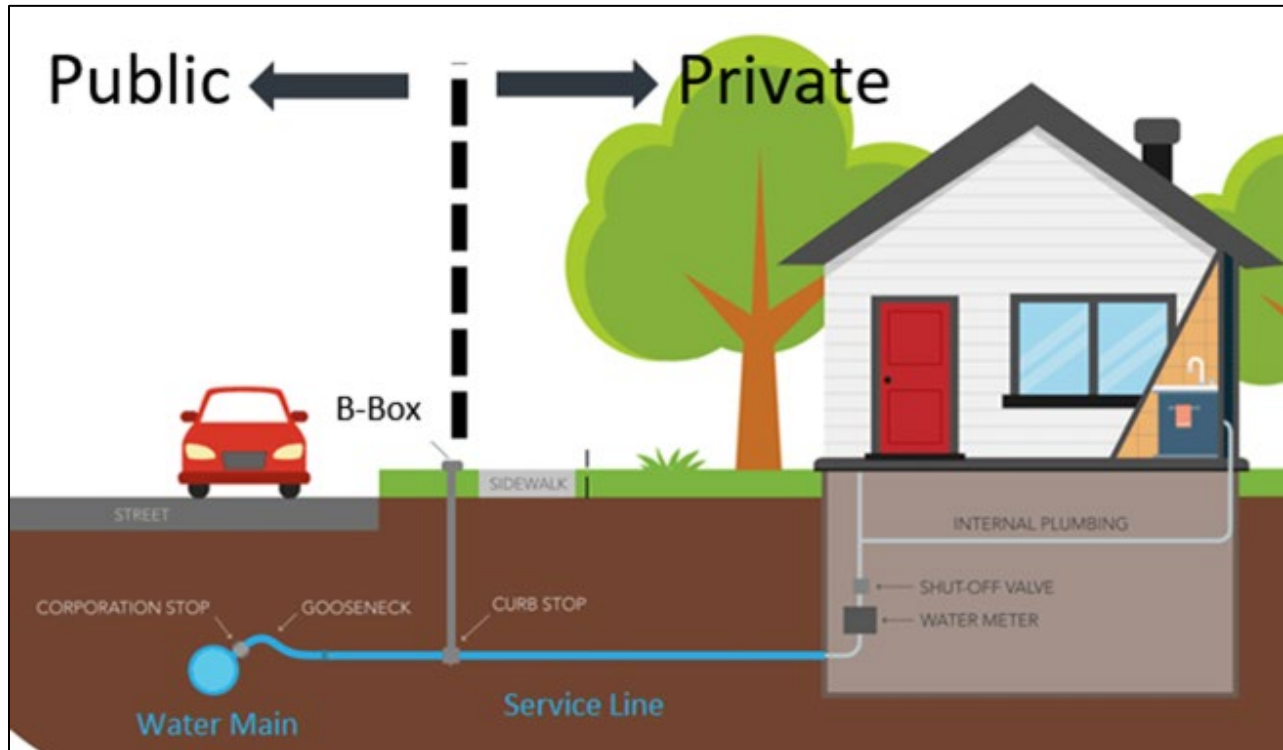 Public
Private
B-Box
SIDEWALK
STREET
INTERNAL PLUMBING
CORPORATION STOP
GOOSENECK
CURB STOP
SHUT-OFF VALVE
WATER METER
Water Main
Service Line